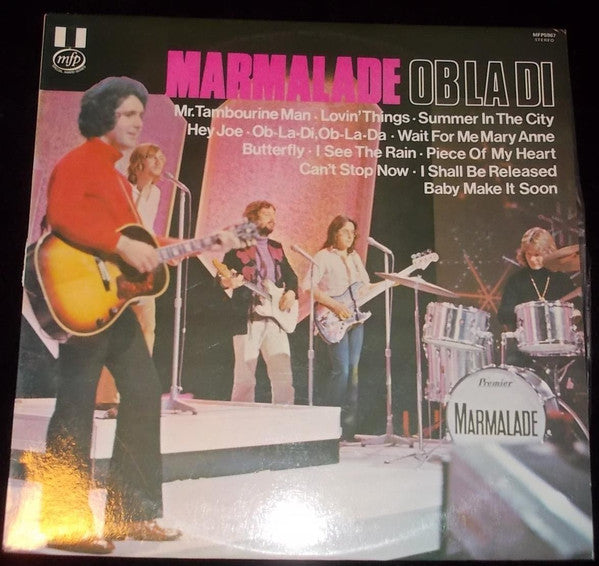 mfp
MFP5967
STEREO
MARMALADE OB LA DI
Mr. Tambourine Man · Lovin' Things · Summer In The City
Hey Joe · Ob-La-Di, Ob-La-Da · Wait For Me Mary Anne
Butterfly · I See The Rain · Piece Of My Heart
Can't Stop Now · I Shall Be Released
Baby Make It Soon
Premier
MARMALADE